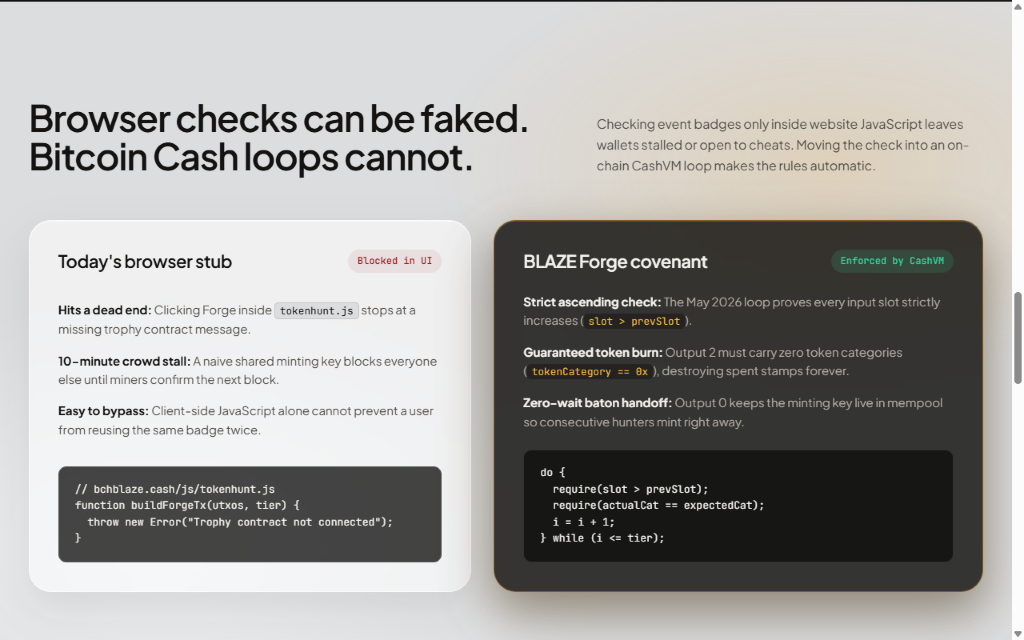 Browser checks can be faked.
Bitcoin Cash loops cannot.
Checking event badges only inside website JavaScript leaves
wallets stalled or open to cheats. Moving the check into an on-
chain CashVM loop makes the rules automatic.
Today's browser stub
Blocked in UI
Hits a dead end: Clicking Forge inside tokenhunt.js stops at a
missing trophy contract message.
10-minute crowd stall: A naive shared minting key blocks everyone
else until miners confirm the next block.
Easy to bypass: Client-side JavaScript alone cannot prevent a user
from reusing the same badge twice.
// bchblaze.cash/js/tokenhunt.js
function buildForgeTx(utxos, tier) {
  throw new Error("Trophy contract not connected");
}
BLAZE Forge covenant
Enforced by CashVM
Strict ascending check: The May 2026 loop proves every input slot strictly
increases ( slot > prevSlot ).
Guaranteed token burn: Output 2 must carry zero token categories
( tokenCategory == 0x ), destroying spent stamps forever.
Zero-wait baton handoff: Output 0 keeps the minting key live in mempool
so consecutive hunters mint right away.
do {
  require(slot > prevSlot);
  require(actualCat == expectedCat);
  i = i + 1;
} while (i <= tier);